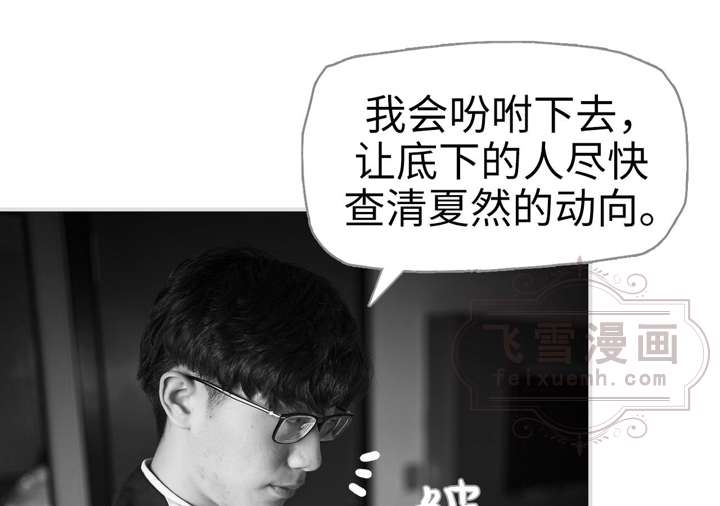 我会吩咐下去，
让底下的人尽快
查清夏然的动向。
飞雪漫画
feixuemh.com